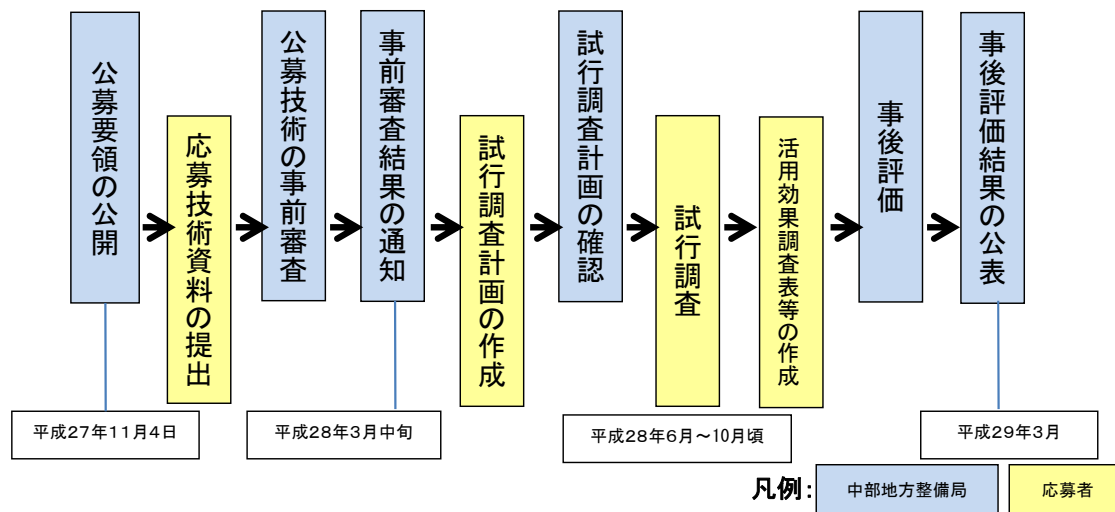 公募要領の公開
応募技術資料の提出
公募技術の事前審査
事前審査結果の通知
試行調査計画の作成
試行調査計画の確認
試行調査
活用効果調査表等の作成
事後評価
事後評価結果の公表
平成27年11月4日
平成28年3月中旬
平成28年6月～10月頃
平成29年3月
凡例:
中部地方整備局
応募者